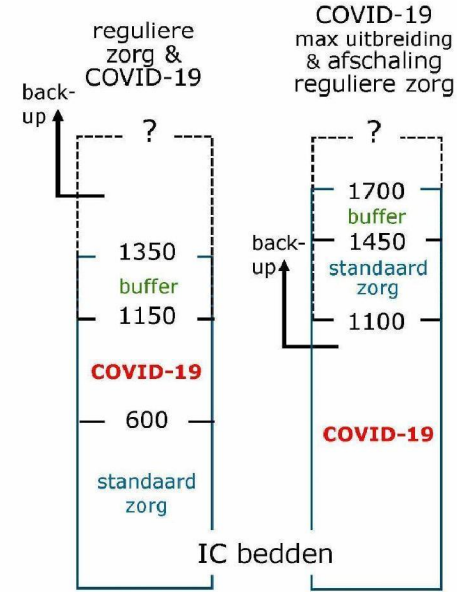 reguliere
zorg &
COVID-19
back-
up
?
1350
buffer
1150
COVID-19
600
standaard
zorg
COVID-19
max uitbreiding
& afschaling
reguliere zorg
?
1700
buffer
1450
back-
up
standaard
zorg
1100
COVID-19
IC bedden